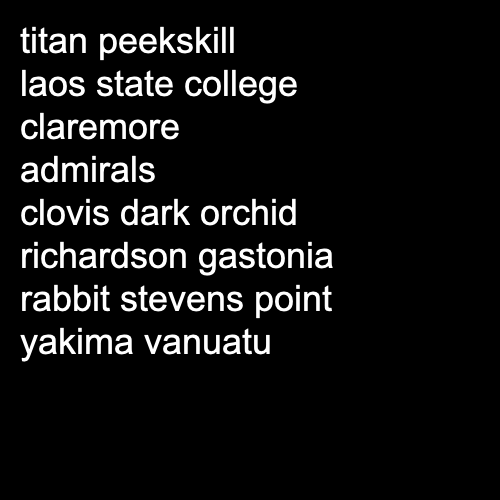 titan peekskill
laos state college
claremore
admirals
clovis dark orchid
richardson gastonia
rabbit stevens point
yakima vanuatu